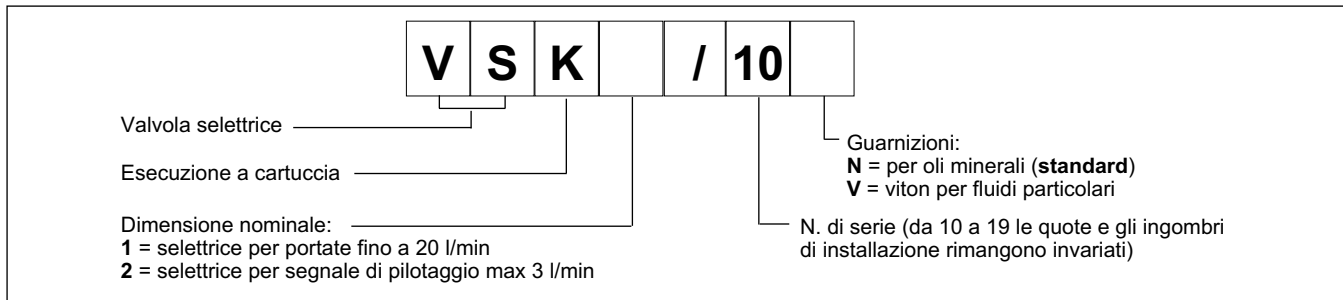 V S K / 10
Valvola selettrice
Esecuzione a cartuccia
Dimensione nominale:
1 = selettrice per portate fino a 20 l/min
2 = selettrice per segnale di pilotaggio max 3 l/min
Guarnizioni:
N = per oli minerali (standard)
V = viton per fluidi particolari
N. di serie (da 10 a 19 le quote e gli ingombri
di installazione rimangono invariati)